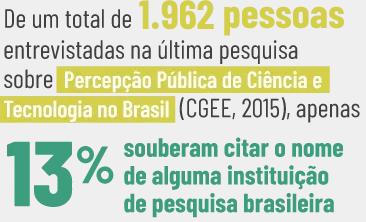 De um total de 1.962 pessoas
entrevistadas na última pesquisa
sobre Percepção Pública de Ciência e
Tecnologia no Brasil (CGEE, 2015), apenas
13% souberam citar o nome
de alguma instituição
de pesquisa brasileira